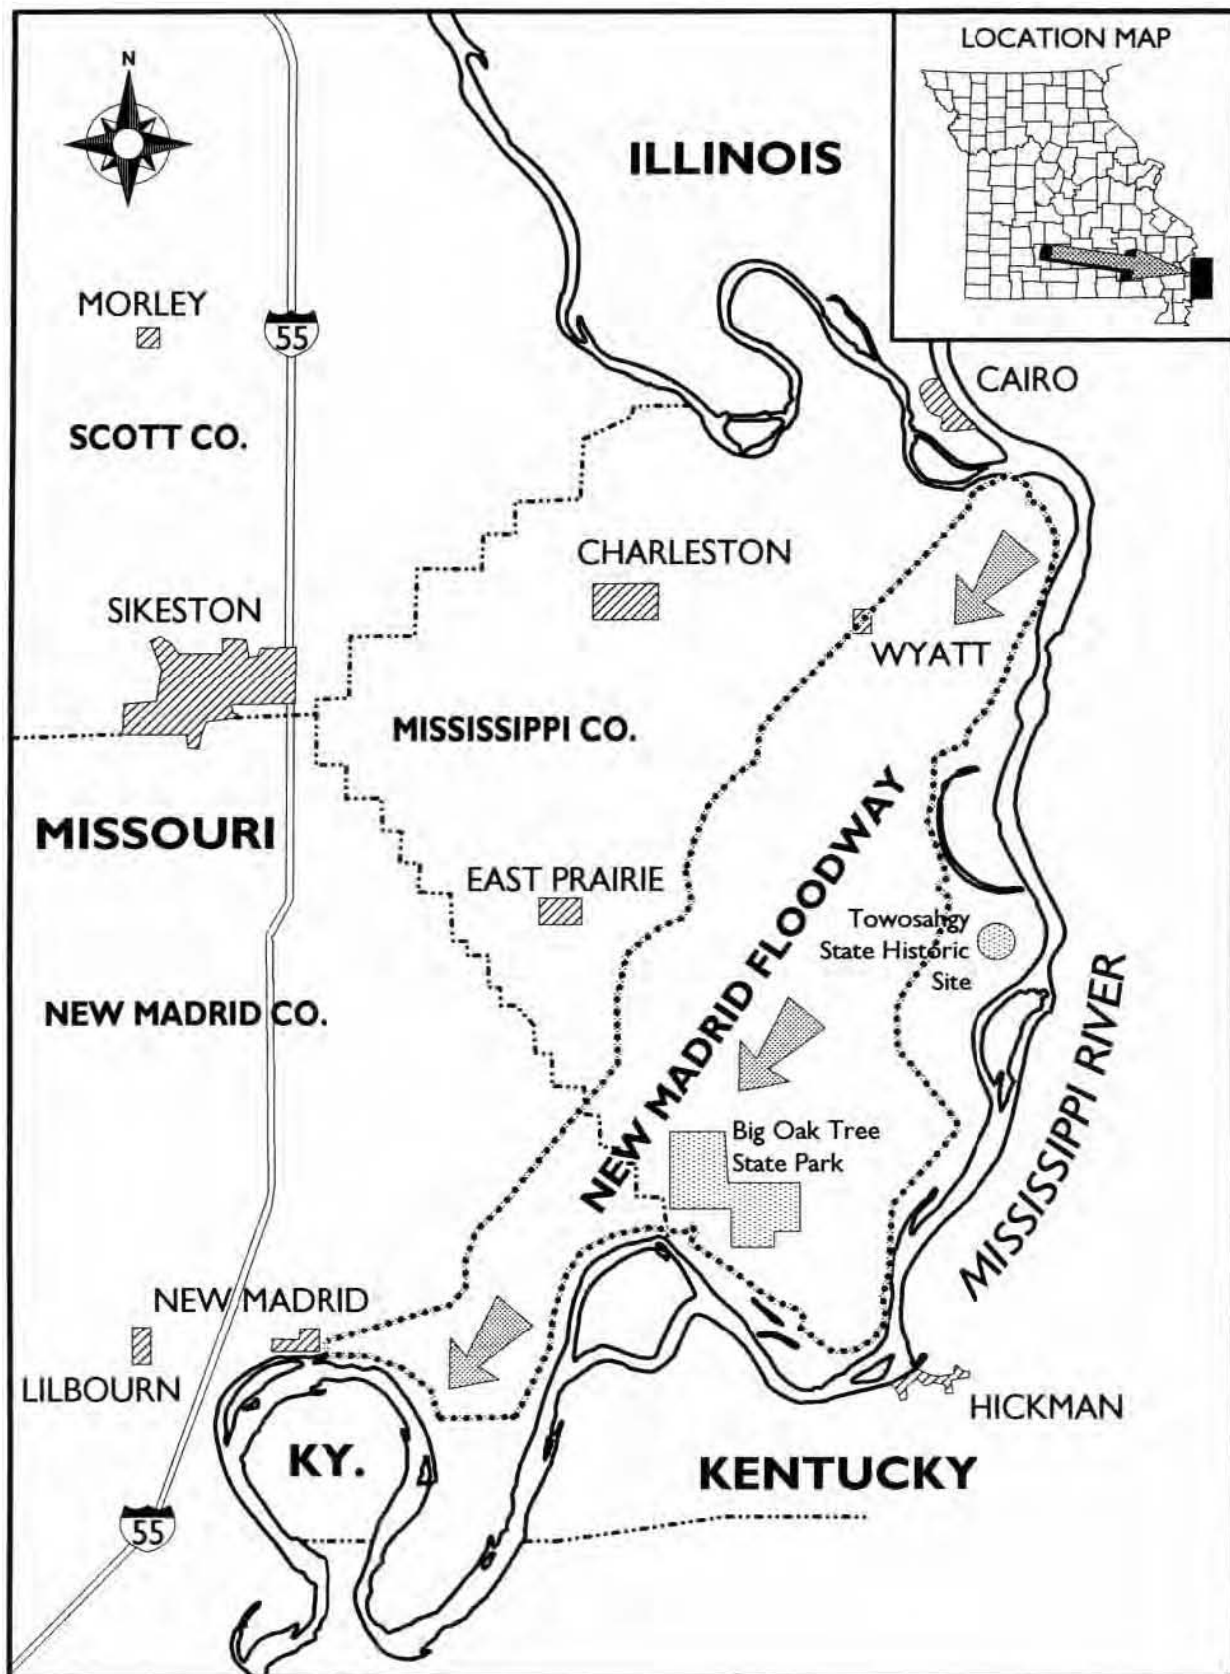 LOCATION MAP
N
ILLINOIS
MORLEY
55
CAIRO
SCOTT CO.
CHARLESTON
SIKESTON
WYATT
MISSISSIPPI CO.
MISSOURI
EAST PRAIRIE
NEW MADRID FLOODWAY
Towosahgy
State Historic
Site
NEW MADRID CO.
MISSISSIPPI RIVER
Big Oak Tree
State Park
NEW MADRID
LILBOURN
HICKMAN
KY.
KENTUCKY
55